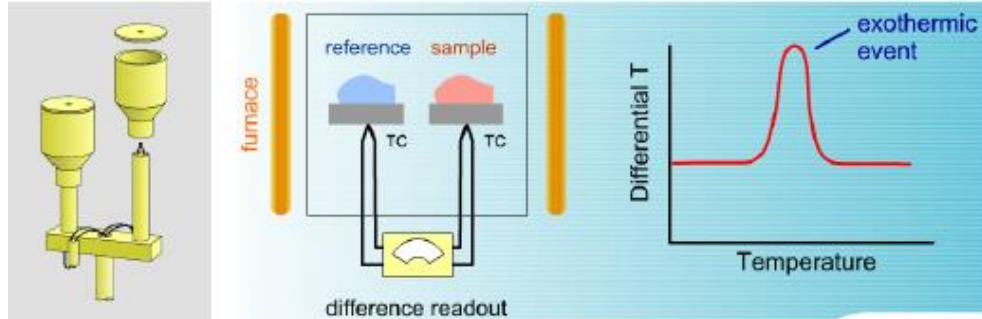 furnace
reference
sample
TC
TC
difference readout
Differential T
exothermic
event
Temperature